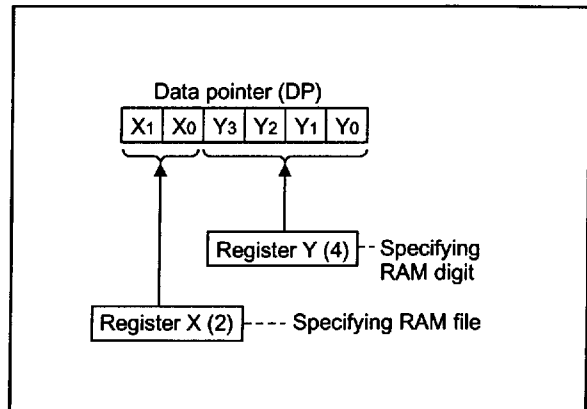 Data pointer (DP)
X1 X0 Y3 Y2 Y1 Y0
Register Y (4) Specifying
RAM digit
Register X (2) Specifying RAM file